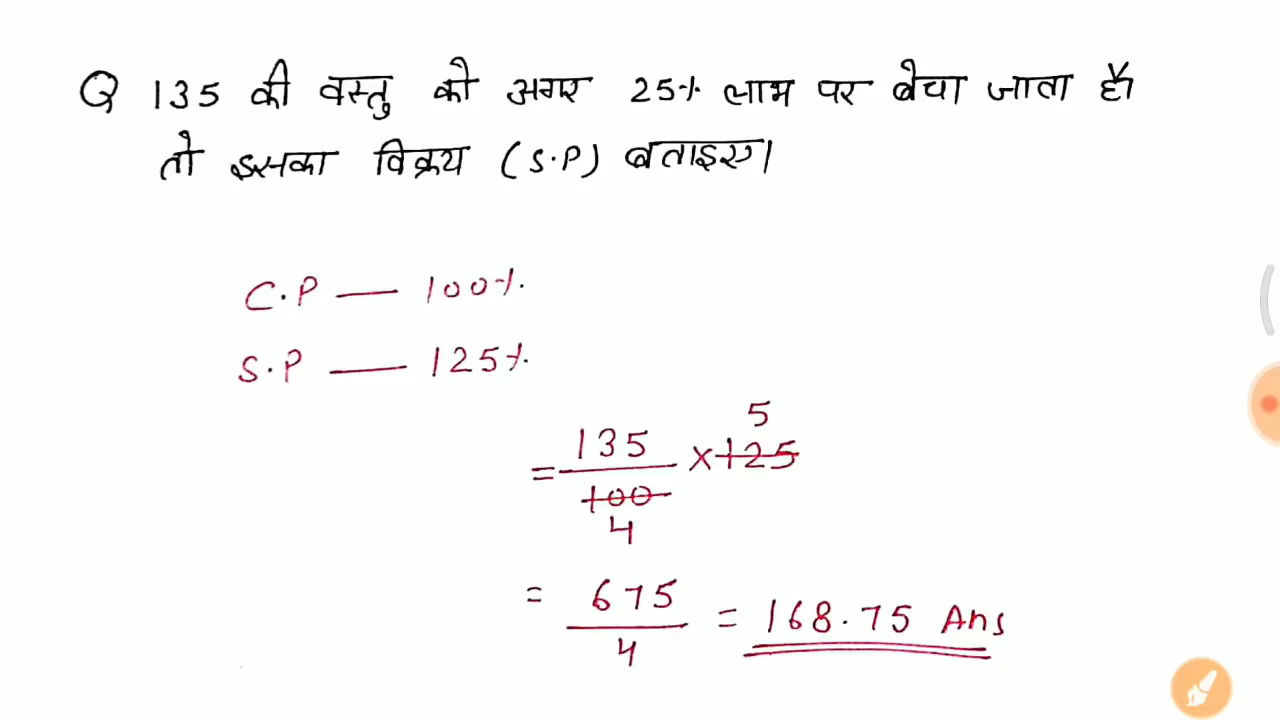 Q 135 की वस्तु को अगर 25% लाभ पर बेचा जाता है
तो इसका विक्रय (S.P) बताइए।
C.P — 100%
S.P — 125%
5
= 135/100 × 125
4
= 675/4 = 168.75 Ans